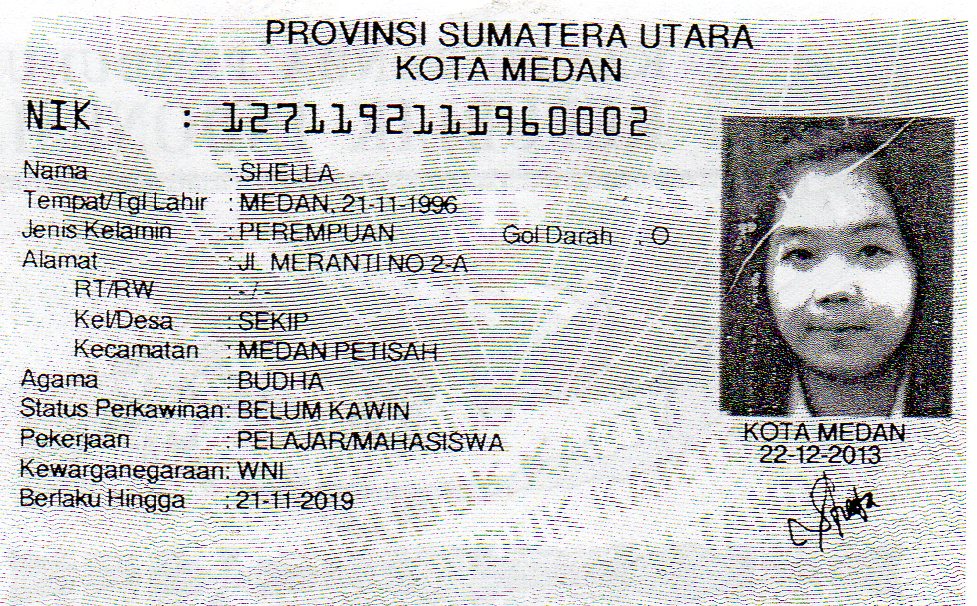 PROVINSI SUMATERA UTARA
KOTA MEDAN
NIK : 1271192111960002
Nama : SHELLA
Tempat/Tgl Lahir : MEDAN, 21-11-1996
Jenis Kelamin : PEREMPUAN Gol Darah : O
Alamat : JL MERANTI NO 2-A
RT/RW : - / -
Kel/Desa : SEKIP
Kecamatan : MEDAN PETISAH
Agama : BUDHA
Status Perkawinan: BELUM KAWIN
Pekerjaan : PELAJAR/MAHASISWA
Kewarganegaraan: WNI
Berlaku Hingga : 21-11-2019
KOTA MEDAN
22-12-2013